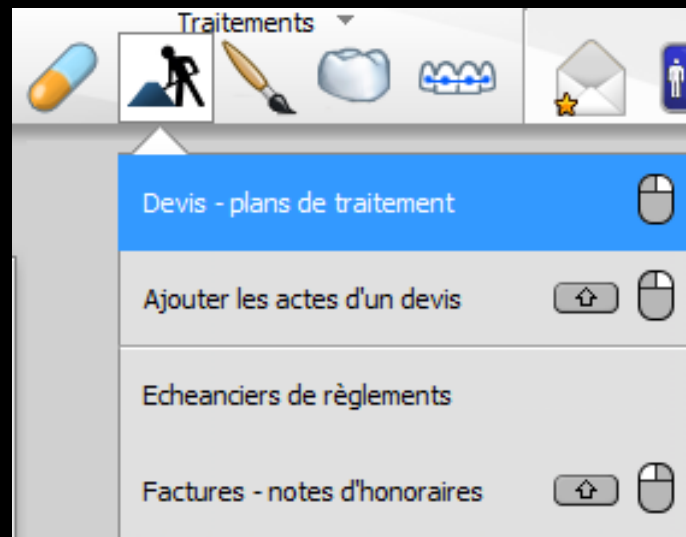 Traitements
Devis - plans de traitement
Ajouter les actes d'un devis
Echeanciers de règlements
Factures - notes d'honoraires